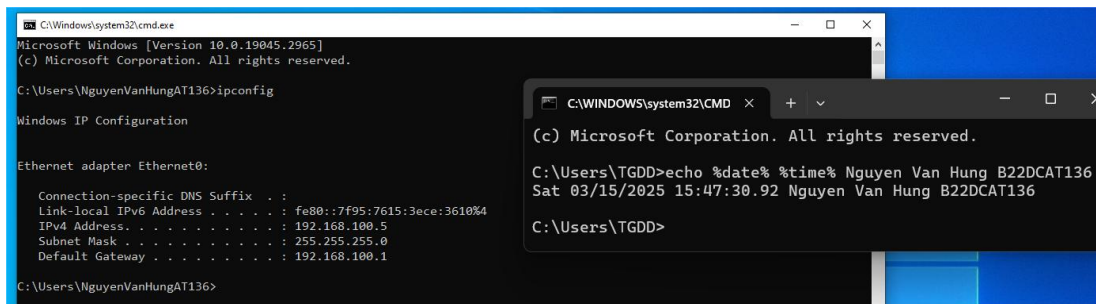 C:\Windows\system32\cmd.exe
Microsoft Windows [Version 10.0.19045.2965]
(c) Microsoft Corporation. All rights reserved.
C:\Users\NguyenVanHungAT136>ipconfig
Windows IP Configuration
Ethernet adapter Ethernet0:
Connection-specific DNS Suffix . :
Link-local IPv6 Address . . . . . : fe80::7f95:7615:3ece:3610%4
IPv4 Address. . . . . . . . . . . : 192.168.100.5
Subnet Mask . . . . . . . . . . . : 255.255.255.0
Default Gateway . . . . . . . . . : 192.168.100.1
C:\Users\NguyenVanHungAT136>
C:\WINDOWS\system32\CMD
(c) Microsoft Corporation. All rights reserved.
C:\Users\TGDD>echo %date% %time% Nguyen Van Hung B22DCAT136
Sat 03/15/2025 15:47:30.92 Nguyen Van Hung B22DCAT136
C:\Users\TGDD>